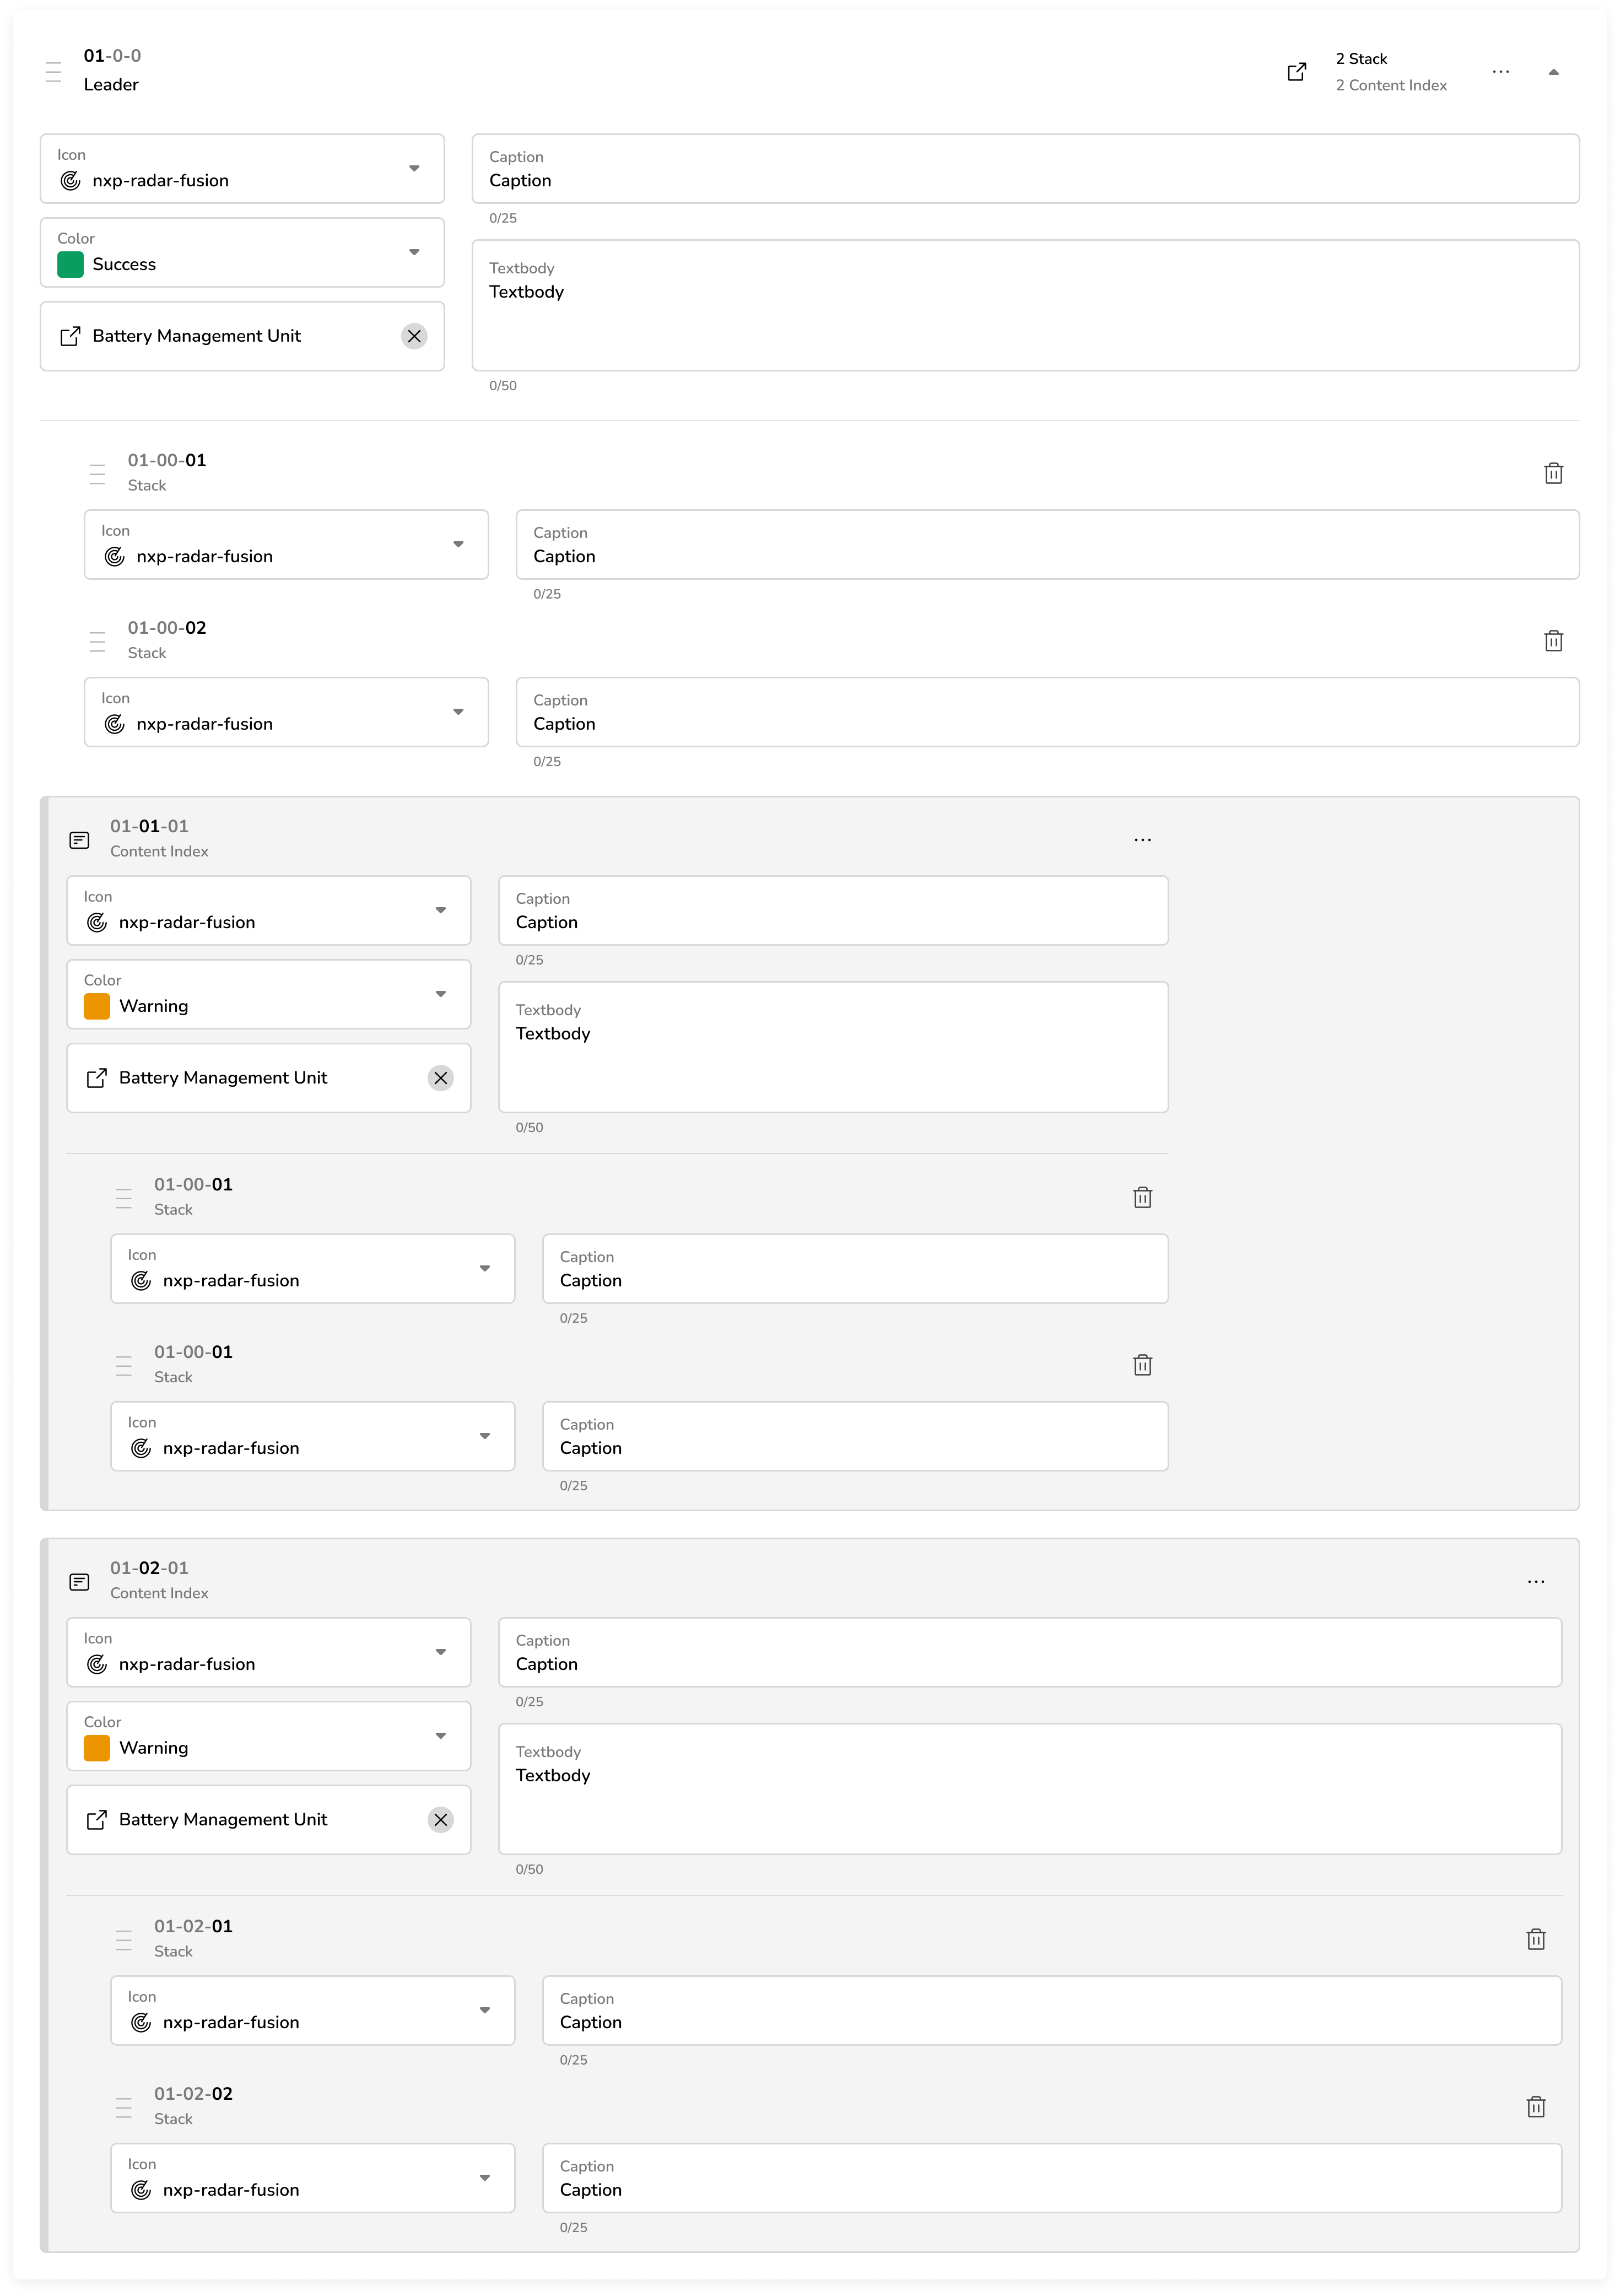 01-0-0
Leader
2 Stack
2 Content Index
Icon
nxp-radar-fusion
Caption
Caption
0/25
Color
Success
Textbody
Textbody
Battery Management Unit
0/50
01-00-01
Stack
Icon
nxp-radar-fusion
Caption
Caption
0/25
01-00-02
Stack
Icon
nxp-radar-fusion
Caption
Caption
0/25
01-01-01
Content Index
Icon
nxp-radar-fusion
Caption
Caption
0/25
Color
Warning
Textbody
Textbody
Battery Management Unit
0/50
01-00-01
Stack
Icon
nxp-radar-fusion
Caption
Caption
0/25
01-00-01
Stack
Icon
nxp-radar-fusion
Caption
Caption
0/25
01-02-01
Content Index
Icon
nxp-radar-fusion
Caption
Caption
0/25
Color
Warning
Textbody
Textbody
Battery Management Unit
0/50
01-02-01
Stack
Icon
nxp-radar-fusion
Caption
Caption
0/25
01-02-02
Stack
Icon
nxp-radar-fusion
Caption
Caption
0/25